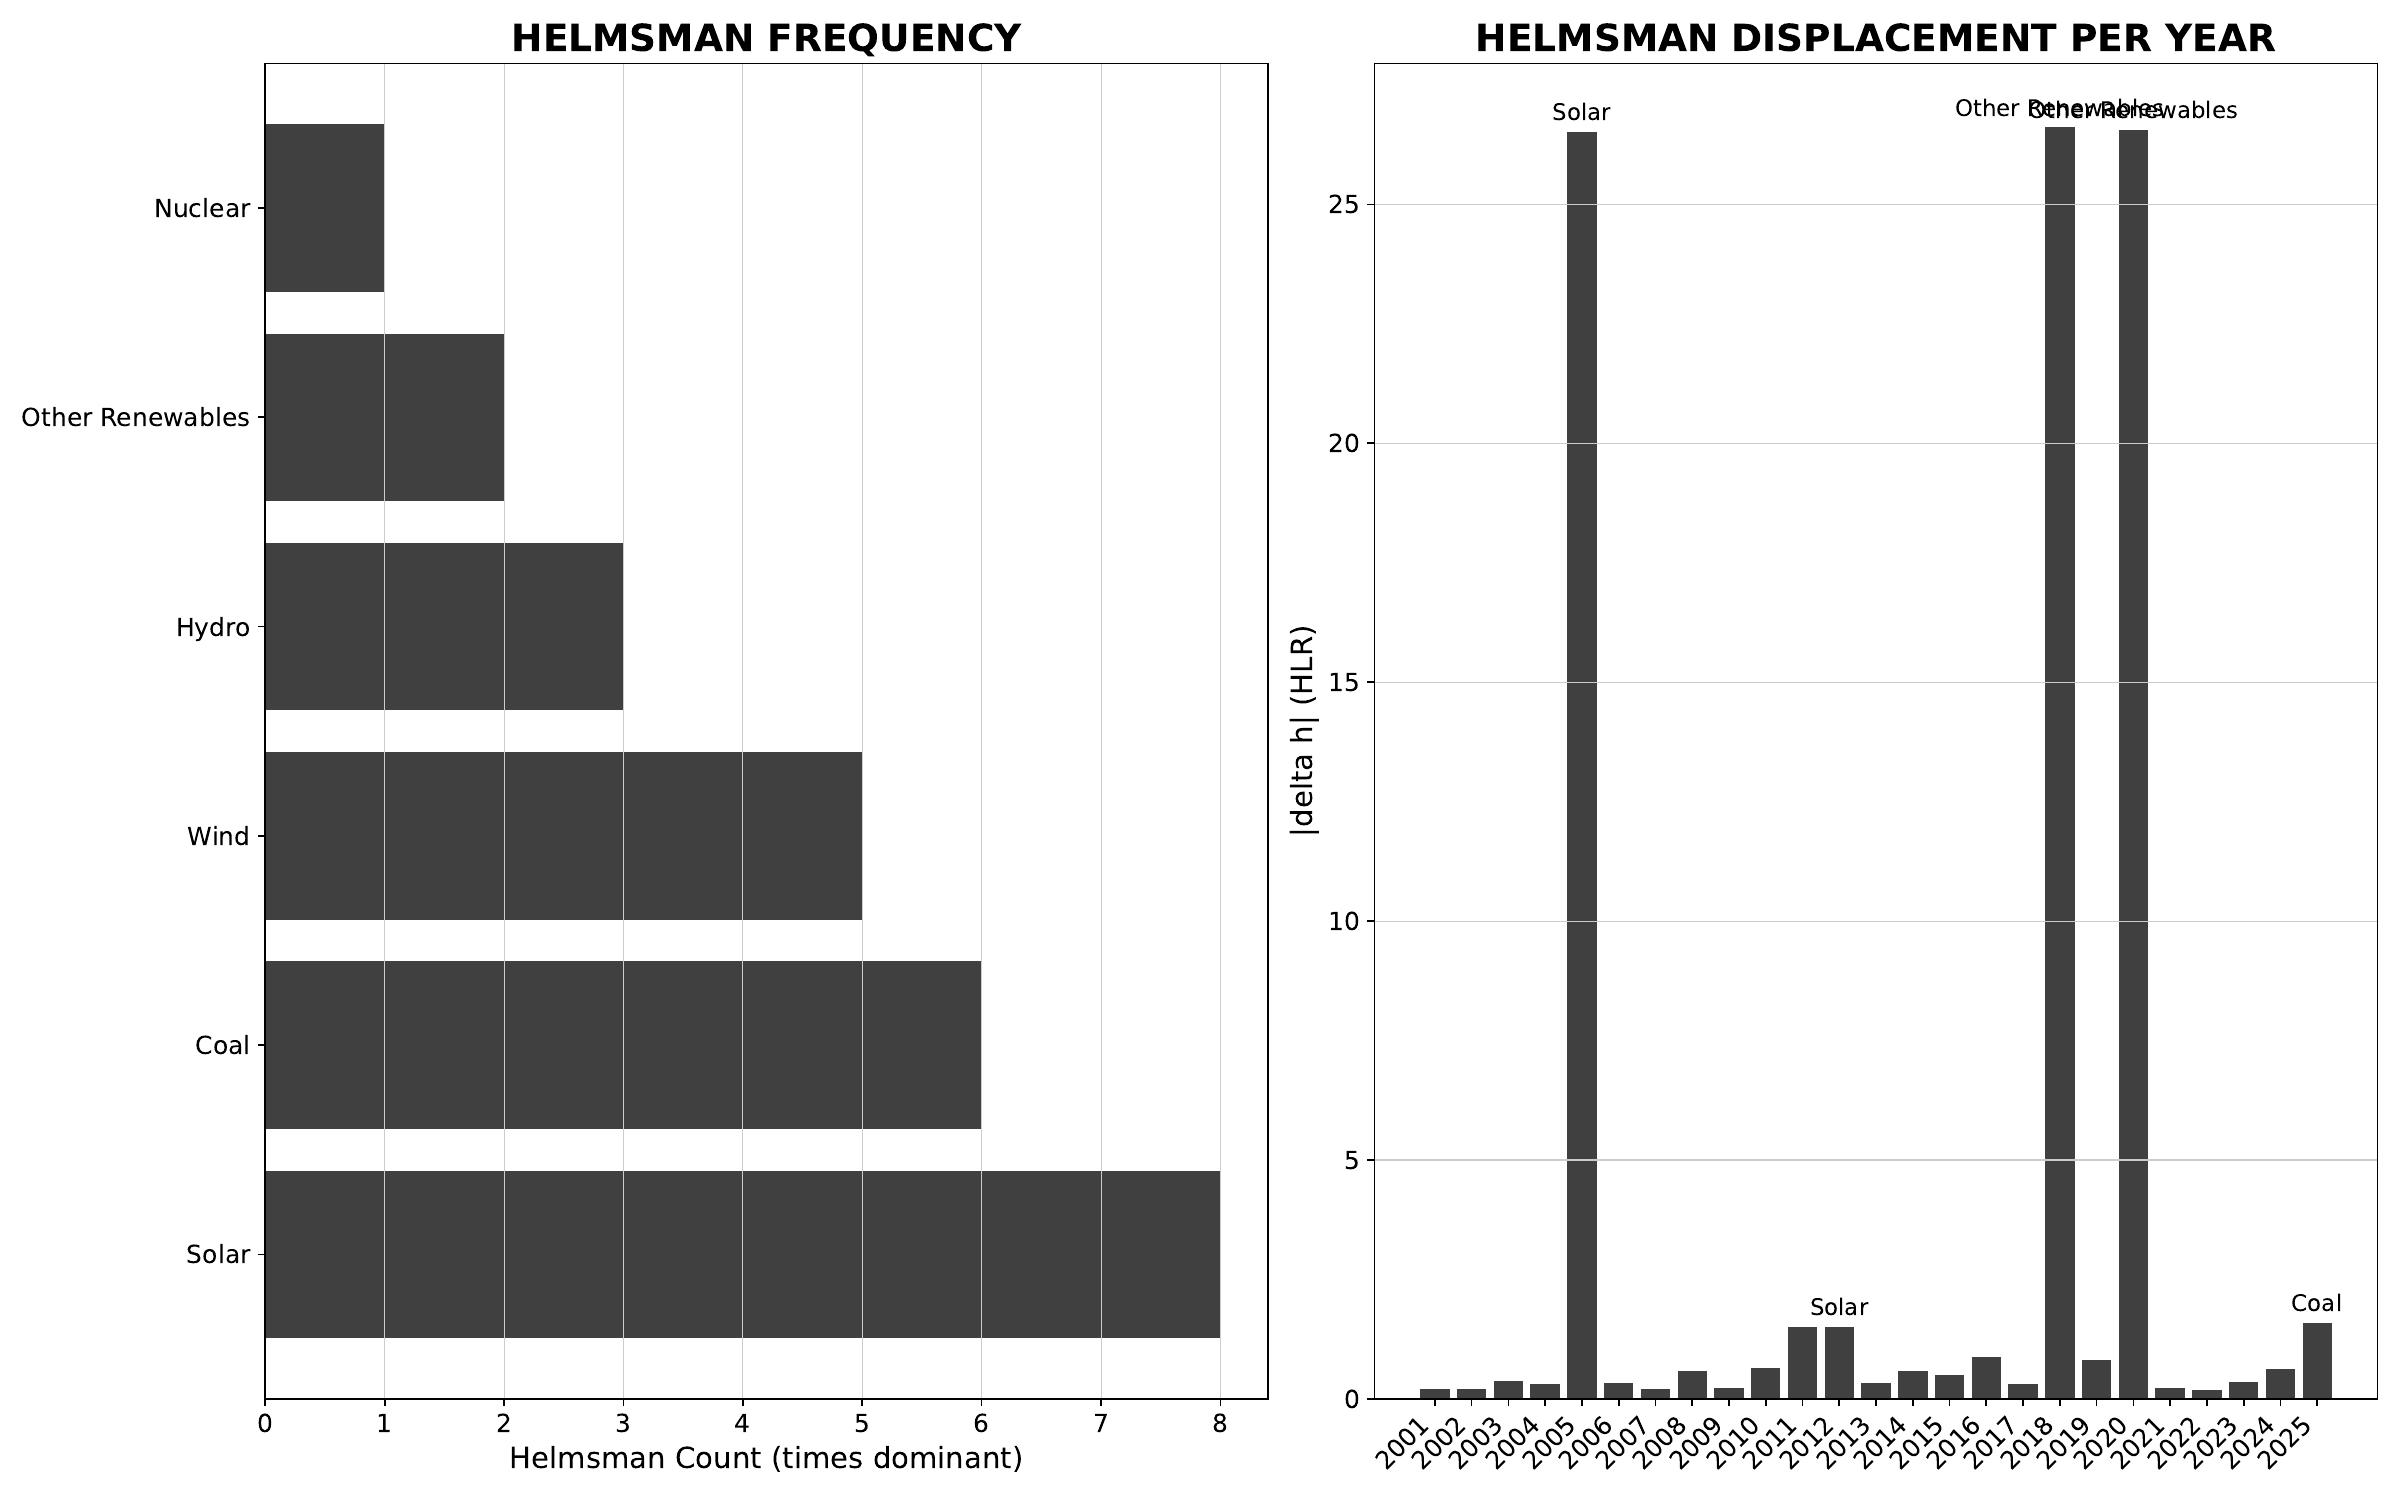 HELMSMAN FREQUENCY
Nuclear
Other Renewables
Hydro
Wind
Coal
Solar
0 1 2 3 4 5 6 7 8
Helmsman Count (times dominant)
HELMSMAN DISPLACEMENT PER YEAR
|delta h| (HLR)
25
20
15
10
5
0
Solar
Other Renewables
Other Renewables
Solar
Coal
2001 2002 2003 2004 2005 2006 2007 2008 2009 2010 2011 2012 2013 2014 2015 2016 2017 2018 2019 2020 2021 2022 2023 2024 2025